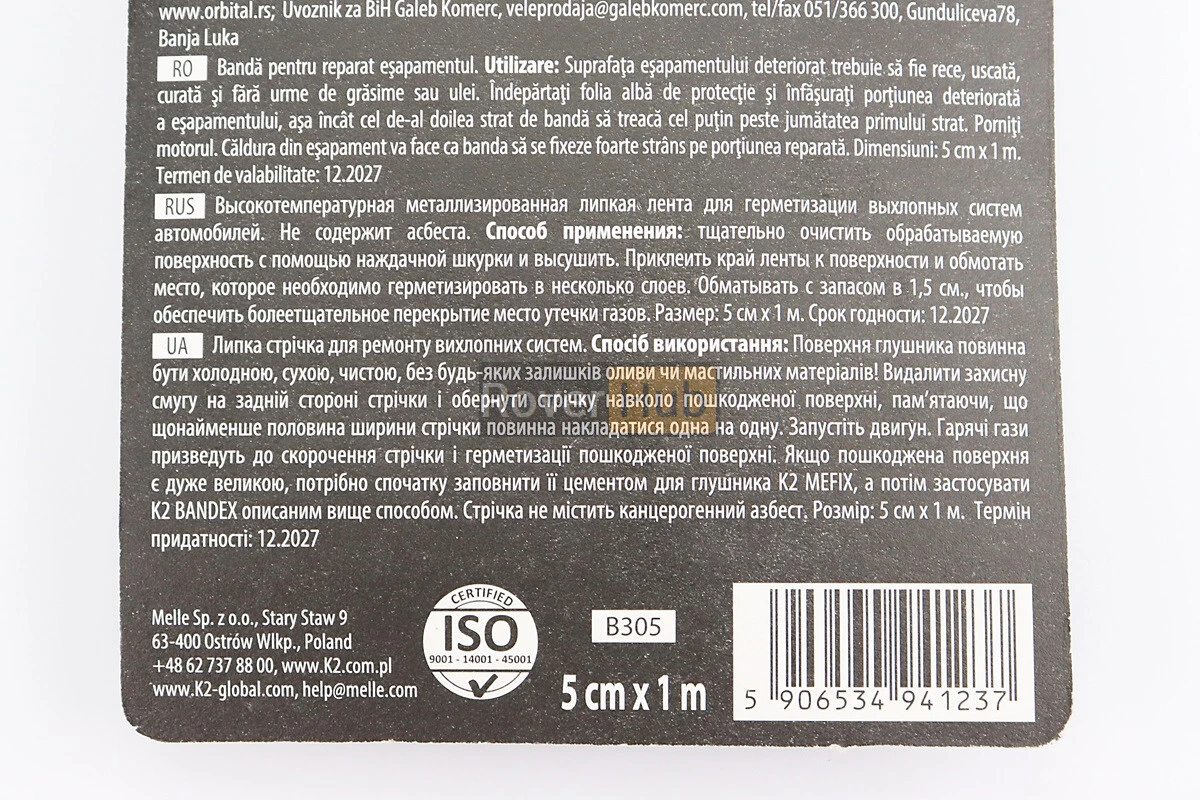 www.orbital.rs; Uvoznik za BiH Galeb Komerc, veleprodaja@galebkomerc.com, tel/fax 051/366 300, Gunduliceva78,
Banja Luka
RO Bandă pentru reparat eşapamentul. Utilizare: Suprafaţa eşapamentului deteriorat trebuie să fie rece, uscată,
curată şi fără urme de grăsime sau ulei. Îndepărtaţi folia albă de protecţie şi înfăşuraţi porţiunea deteriorată
a eşapamentului, aşa încât cel de-al doilea strat de bandă să treacă cel puţin peste jumătatea primului strat. Porniţi
motorul. Căldura din eşapament va face ca banda să se fixeze foarte strâns pe porţiunea reparată. Dimensiuni: 5 cm x 1 m.
Termen de valabilitate: 12.2027
RUS Высокотемпературная металлизированная липкая лента для герметизации выхлопных систем
автомобилей. Не содержит асбеста. Способ применения: тщательно очистить обрабатываемую
поверхность с помощью наждачной шкурки и высушить. Приклеить край ленты к поверхности и обмотать
место, которое необходимо герметизировать в несколько слоев. Обматывать с запасом в 1,5 см., чтобы
обеспечить болеетщательное перекрытие место утечки газов. Размер: 5 см x 1 м. Срок годности: 12.2027
UA Липка стрічка для ремонту вихлопних систем. Спосіб використання: Поверхня глушника повинна
бути холодною, сухою, чистою, без будь-яких залишків оливи чи мастильних матеріалів! Видалити захисну
смугу на задній стороні стрічки і обернути стрічку навколо пошкодженої поверхні, пам'ятаючи, що
щонайменше половина ширини стрічки повинна накладатися одна на одну. Запустіть двигун. Гарячі гази
призведуть до скорочення стрічки і герметизації пошкодженої поверхні. Якщо пошкоджена поверхня
є дуже великою, потрібно спочатку заповнити її цементом для глушника K2 MEFIX, а потім застосувати
K2 BANDEX описаним вище способом. Стрічка не містить канцерогенний азбест. Розмір: 5 см x 1 м. Термін
придатності: 12.2027
Rover Hub
Melle Sp. z o.o., Stary Staw 9
63-400 Ostrów Wlkp., Poland
+48 62 737 88 00, www.K2.com.pl
www.K2-global.com, help@melle.com
CERTIFIED
ISO
9001 - 14001 - 45001
B305
5 cm x 1 m
5 906534 941237